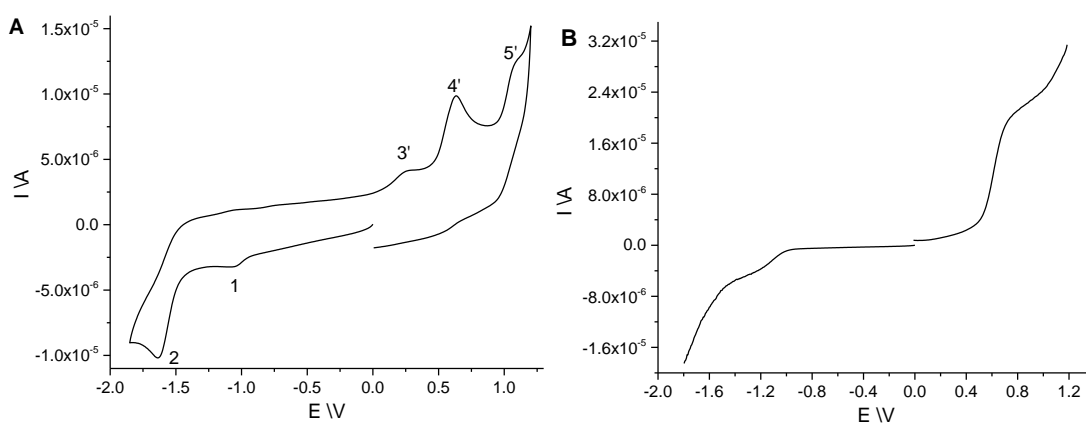 A
1.5x10⁻⁵
1.0x10⁻⁵
5.0x10⁻⁶
0.0
-5.0x10⁻⁶
-1.0x10⁻⁵
I \A
-2.0 -1.5 -1.0 -0.5 0.0 0.5 1.0
E \V
1
2
3'
4'
5'
B
3.2x10⁻⁵
2.4x10⁻⁵
1.6x10⁻⁵
8.0x10⁻⁶
0.0
-8.0x10⁻⁶
-1.6x10⁻⁵
I \A
-2.0 -1.6 -1.2 -0.8 -0.4 0.0 0.4 0.8 1.2
E \V